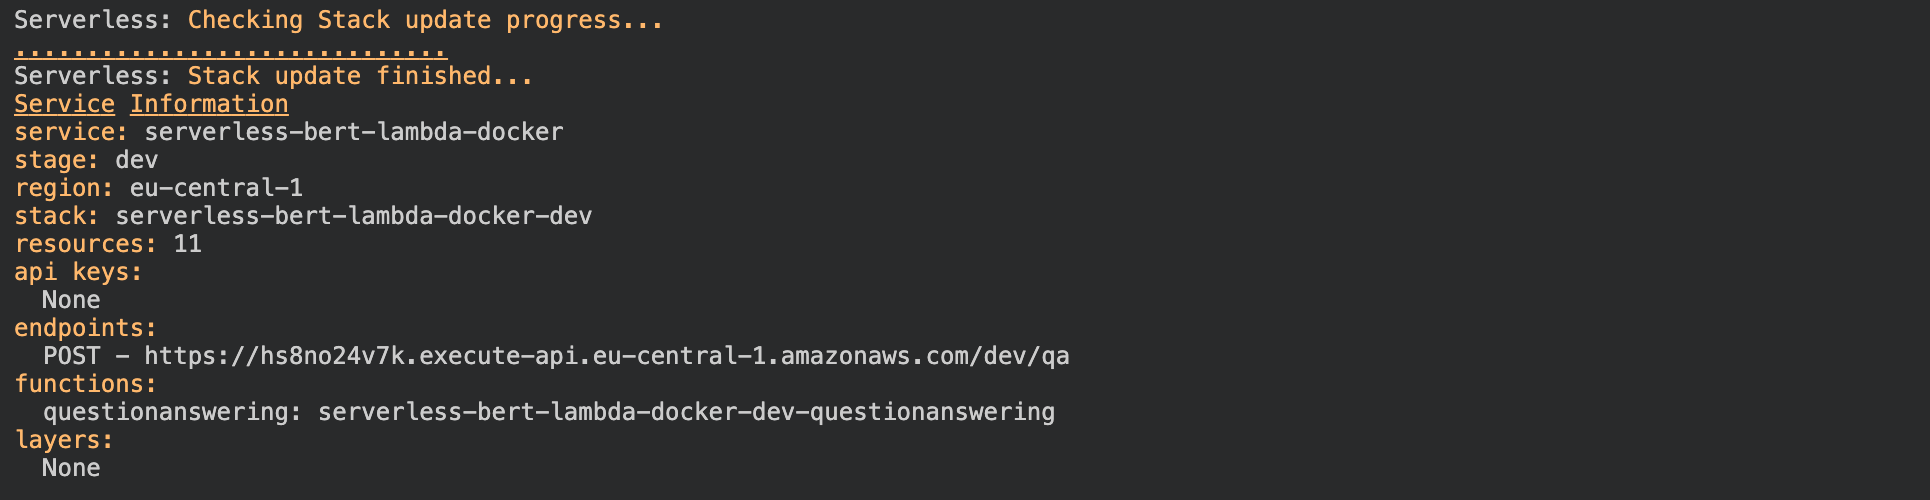 Serverless: Checking Stack update progress...
..............................
Serverless: Stack update finished...
Service Information
service: serverless-bert-lambda-docker
stage: dev
region: eu-central-1
stack: serverless-bert-lambda-docker-dev
resources: 11
api keys:
  None
endpoints:
  POST - https://hs8no24v7k.execute-api.eu-central-1.amazonaws.com/dev/qa
functions:
  questionanswering: serverless-bert-lambda-docker-dev-questionanswering
layers:
  None